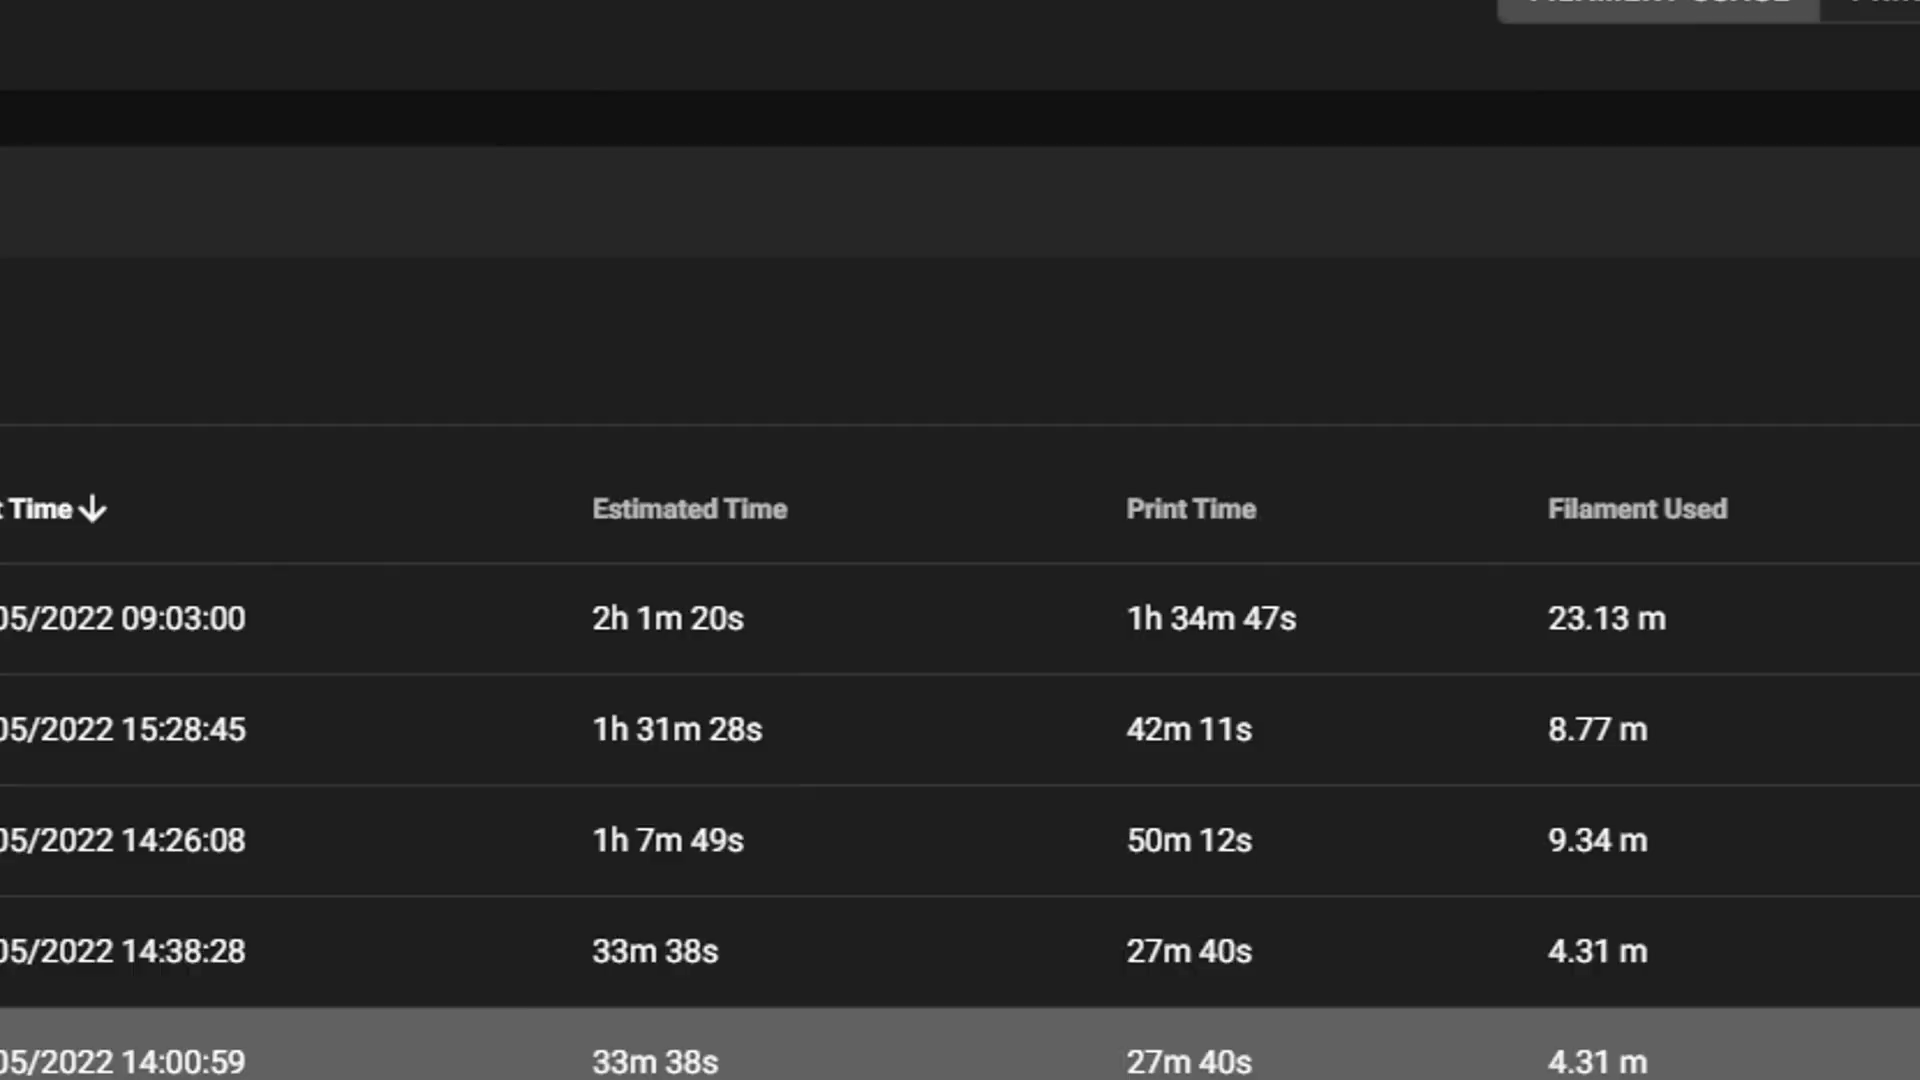 Time ↓ Estimated Time Print Time Filament Used
05/2022 09:03:00 2h 1m 20s 1h 34m 47s 23.13 m
05/2022 15:28:45 1h 31m 28s 42m 11s 8.77 m
05/2022 14:26:08 1h 7m 49s 50m 12s 9.34 m
05/2022 14:38:28 33m 38s 27m 40s 4.31 m
05/2022 14:00:59 33m 38s 27m 40s 4.31 m